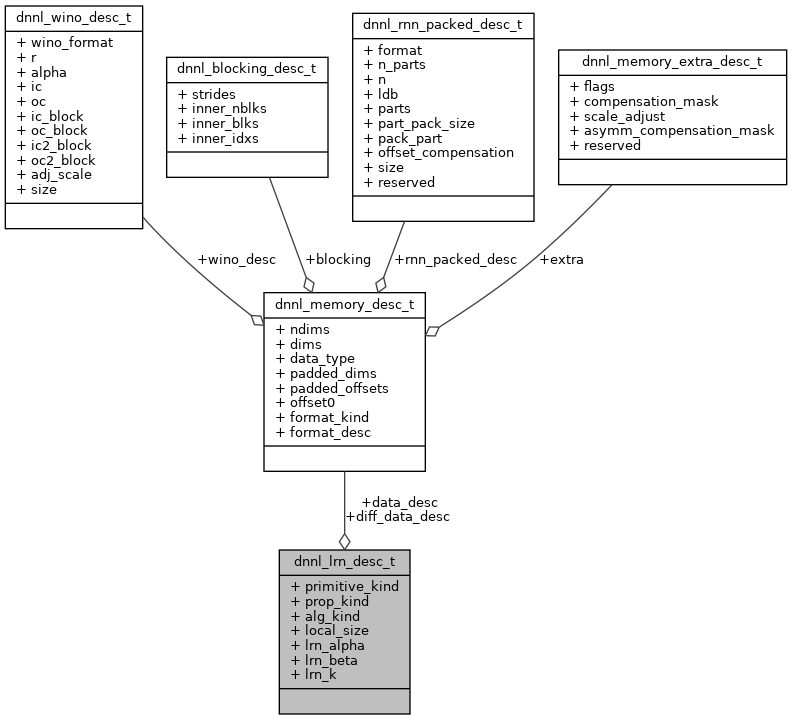 dnnl_wino_desc_t
+ wino_format
+ r
+ alpha
+ ic
+ oc
+ ic_block
+ oc_block
+ ic2_block
+ oc2_block
+ adj_scale
+ size
dnnl_blocking_desc_t
+ strides
+ inner_nblks
+ inner_blks
+ inner_idxs
dnnl_rnn_packed_desc_t
+ format
+ n_parts
+ n
+ ldb
+ parts
+ part_pack_size
+ pack_part
+ offset_compensation
+ size
+ reserved
dnnl_memory_extra_desc_t
+ flags
+ compensation_mask
+ scale_adjust
+ asymm_compensation_mask
+ reserved
+wino_desc
+blocking
+rnn_packed_desc
+extra
dnnl_memory_desc_t
+ ndims
+ dims
+ data_type
+ padded_dims
+ padded_offsets
+ offset0
+ format_kind
+ format_desc
+data_desc
+diff_data_desc
dnnl_lrn_desc_t
+ primitive_kind
+ prop_kind
+ alg_kind
+ local_size
+ lrn_alpha
+ lrn_beta
+ lrn_k